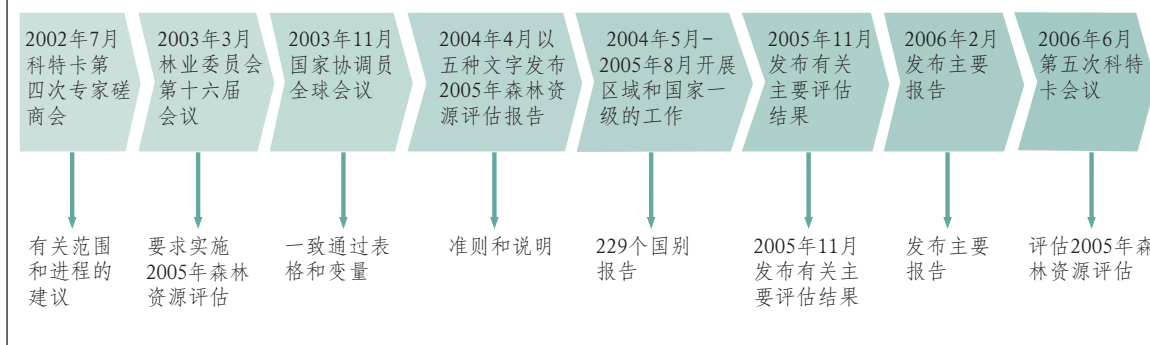 2002年7月
科特卡第
四次专家磋
商会
2003年3月
林业委员会
第十六届
会议
2003年11月
国家协调员
全球会议
2004年4月以
五种文字发布
2005年森林资
源评估报告
2004年5月-
2005年8月开展
区域和国家一
级的工作
2005年11月
发布有关
主要评估
结果
2006年2月
发布主要
报告
2006年6月
第五次科特
卡会议
有关范围
和进程的
建议
要求实施
2005年森林
资源评估
一致通过表
格和变量
准则和说明
229个国别
报告
2005年11月
发布有关主
要评估结果
发布主要
报告
评估2005年森
林资源评估